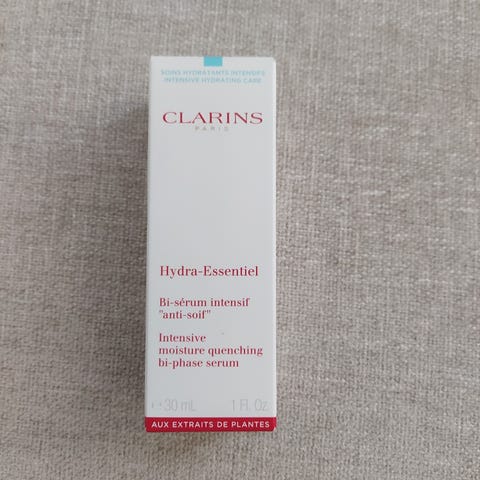 SOINS HYDRATANTS INTENSIFS
INTENSIVE HYDRATING CARE
CLARINS
PARIS
Hydra-Essentiel
Bi-sérum intensif
"anti-soif"
Intensive
moisture quenching
bi-phase serum
℮ 30 mL 1 Fl. Oz.
AUX EXTRAITS DE PLANTES